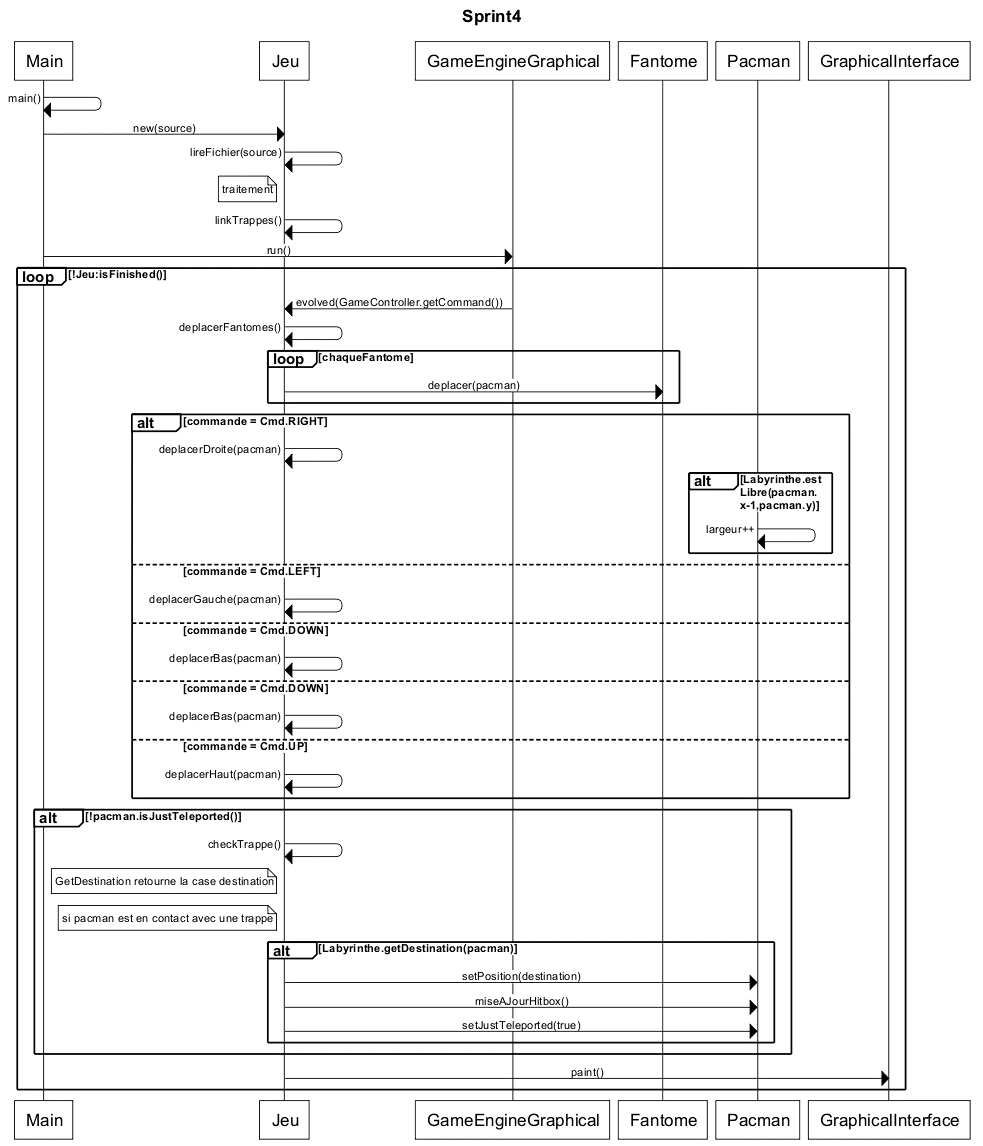 Sprint4
Main
Jeu
GameEngineGraphical
Fantome
Pacman
GraphicalInterface
main()
new(source)
lireFichier(source)
traitement
linkTrappes()
run()
loop [!Jeu:isFinished()]
evolved(GameController.getCommand())
deplacerFantomes()
loop [chaqueFantome]
deplacer(pacman)
alt [commande = Cmd.RIGHT]
deplacerDroite(pacman)
alt [Labyrinthe.est
Libre(pacman.
x-1,pacman.y)]
largeur++
[commande = Cmd.LEFT]
deplacerGauche(pacman)
[commande = Cmd.DOWN]
deplacerBas(pacman)
[commande = Cmd.DOWN]
deplacerBas(pacman)
[commande = Cmd.UP]
deplacerHaut(pacman)
alt [!pacman.isJustTeleported()]
checkTrappe()
GetDestination retourne la case destination
si pacman est en contact avec une trappe
alt [Labyrinthe.getDestination(pacman)]
setPosition(destination)
miseAJourHitbox()
setJustTeleported(true)
paint()
Main
Jeu
GameEngineGraphical
Fantome
Pacman
GraphicalInterface